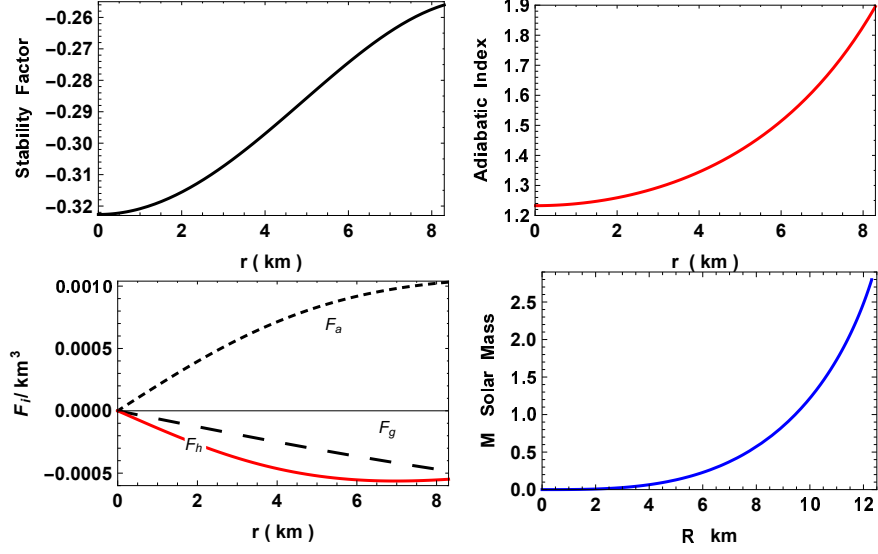 Stability Factor
-0.26
-0.27
-0.28
-0.29
-0.30
-0.31
-0.32
0 2 4 6 8
r ( km )
Adiabatic Index
1.9
1.8
1.7
1.6
1.5
1.4
1.3
1.2
0 2 4 6 8
r ( km )
F_i / km^3
0.0010
0.0005
0.0000
-0.0005
F_a
F_g
F_h
0 2 4 6 8
r ( km )
M Solar Mass
2.5
2.0
1.5
1.0
0.5
0.0
0 2 4 6 8 10 12
R km